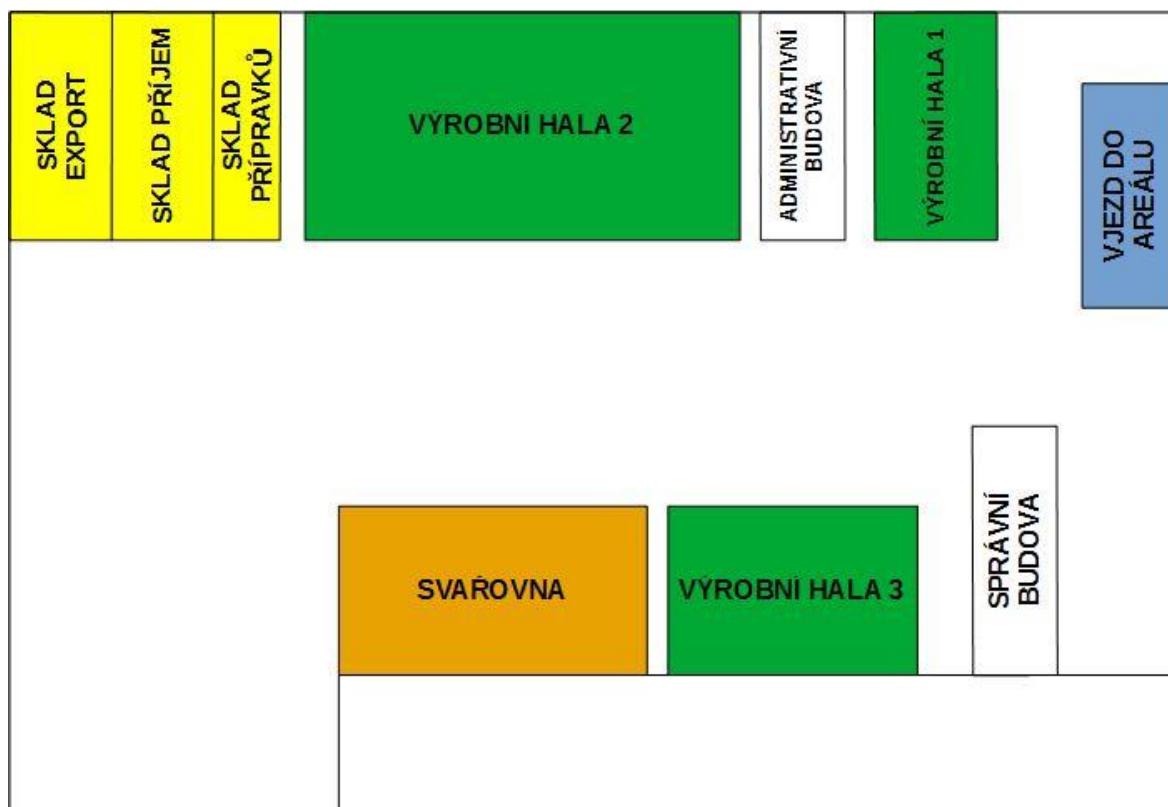 SKLAD
EXPORT
SKLAD PŘÍJEM
SKLAD
PŘÍPRAVKŮ
VÝROBNÍ HALA 2
ADMINISTRATIVNÍ
BUDOVA
VÝROBNÍ HALA 1
VJEZD DO
AREÁLU
SVAŘOVNA
VÝROBNÍ HALA 3
SPRÁVNÍ
BUDOVA